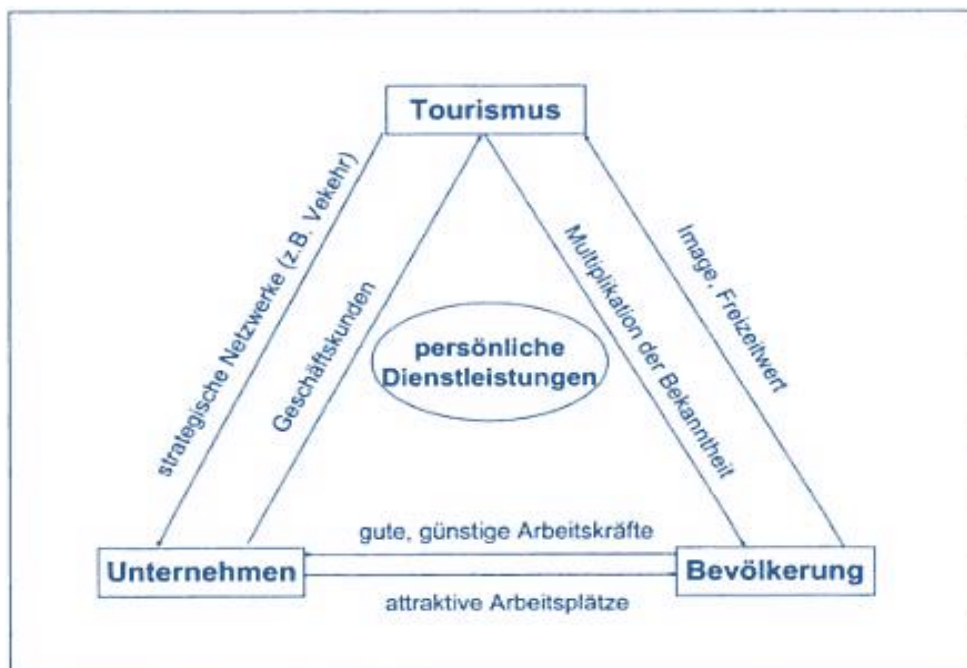 Tourismus
strategische Netzwerke (z.B. Vekehr)
Geschäftskunden
persönliche
Dienstleistungen
Multiplikation der Bekanntheit
Image, Freizeitwert
gute, günstige Arbeitskräfte
Unternehmen
Bevölkerung
attraktive Arbeitsplätze